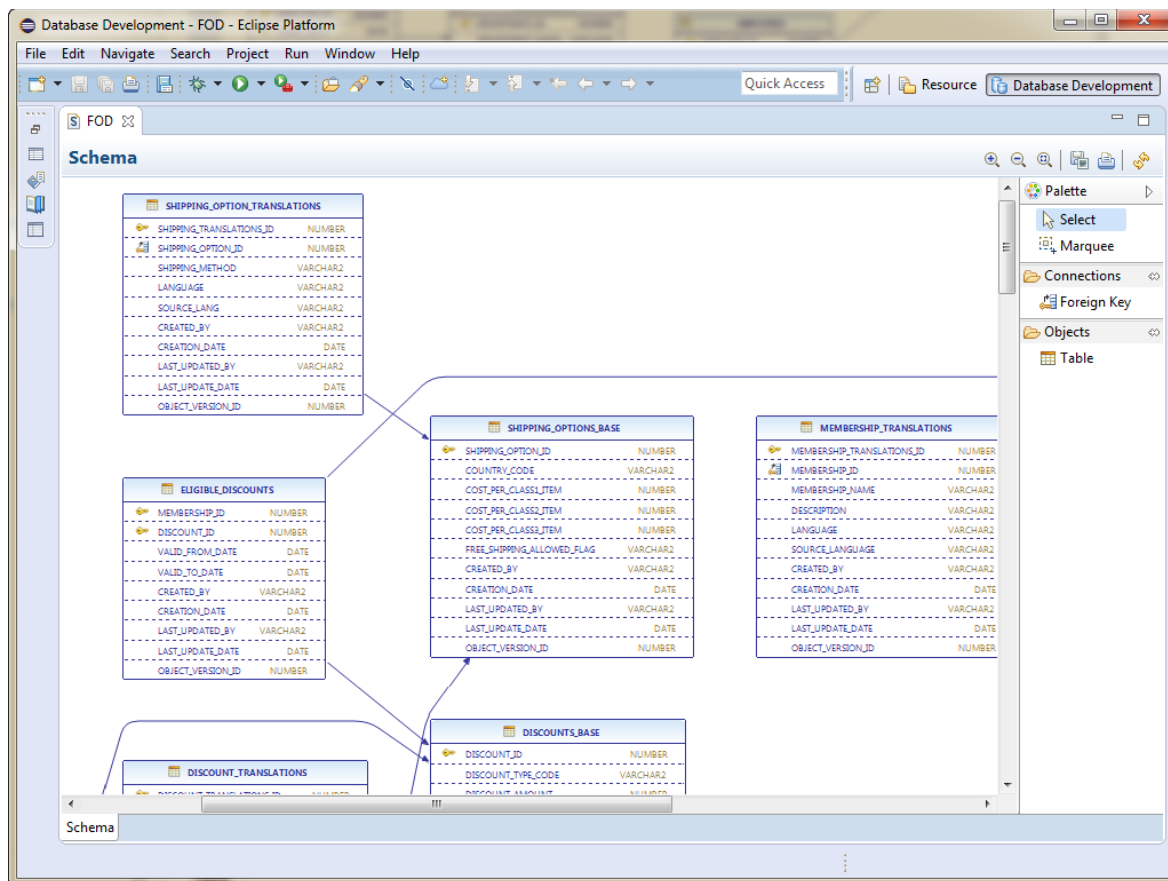 Database Development - FOD - Eclipse Platform
File Edit Navigate Search Project Run Window Help
Quick Access
Resource
Database Development
FOD
Schema
SHIPPING_OPTION_TRANSLATIONS
SHIPPING_TRANSLATIONS_ID NUMBER
SHIPPING_OPTION_ID NUMBER
SHIPPING_METHOD VARCHAR2
LANGUAGE VARCHAR2
SOURCE_LANG VARCHAR2
CREATED_BY VARCHAR2
CREATION_DATE DATE
LAST_UPDATED_BY VARCHAR2
LAST_UPDATE_DATE DATE
OBJECT_VERSION_ID NUMBER
ELIGIBLE_DISCOUNTS
MEMBERSHIP_ID NUMBER
DISCOUNT_ID NUMBER
VALID_FROM_DATE DATE
VALID_TO_DATE DATE
CREATED_BY VARCHAR2
CREATION_DATE DATE
LAST_UPDATED_BY VARCHAR2
LAST_UPDATE_DATE DATE
OBJECT_VERSION_ID NUMBER
SHIPPING_OPTIONS_BASE
SHIPPING_OPTION_ID NUMBER
COUNTRY_CODE VARCHAR2
COST_PER_CLASS1_ITEM NUMBER
COST_PER_CLASS2_ITEM NUMBER
COST_PER_CLASS3_ITEM NUMBER
FREE_SHIPPING_ALLOWED_FLAG VARCHAR2
CREATED_BY VARCHAR2
CREATION_DATE DATE
LAST_UPDATED_BY VARCHAR2
LAST_UPDATE_DATE DATE
OBJECT_VERSION_ID NUMBER
MEMBERSHIP_TRANSLATIONS
MEMBERSHIP_TRANSLATIONS_ID NUMBER
MEMBERSHIP_ID NUMBER
MEMBERSHIP_NAME VARCHAR2
DESCRIPTION VARCHAR2
LANGUAGE VARCHAR2
SOURCE_LANGUAGE VARCHAR2
CREATED_BY VARCHAR2
CREATION_DATE DATE
LAST_UPDATED_BY VARCHAR2
LAST_UPDATE_DATE DATE
OBJECT_VERSION_ID NUMBER
DISCOUNT_TRANSLATIONS
DISCOUNT_TRANSLATIONS_ID NUMBER
DISCOUNTS_BASE
DISCOUNT_ID NUMBER
DISCOUNT_TYPE_CODE VARCHAR2
DISCOUNT_AMOUNT NUMBER
Palette
Select
Marquee
Connections
Foreign Key
Objects
Table
Schema